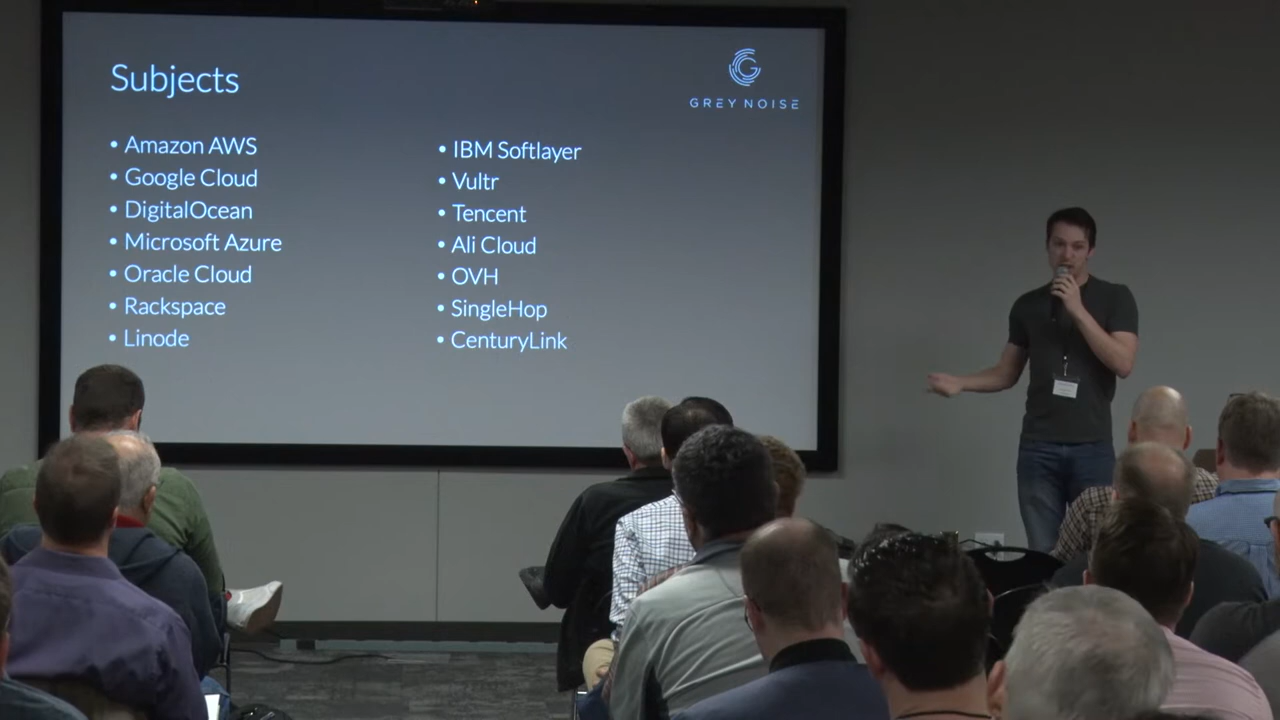 Subjects
GREY NOISE
• Amazon AWS
• Google Cloud
• DigitalOcean
• Microsoft Azure
• Oracle Cloud
• Rackspace
• Linode
• IBM Softlayer
• Vultr
• Tencent
• Ali Cloud
• OVH
• SingleHop
• CenturyLink